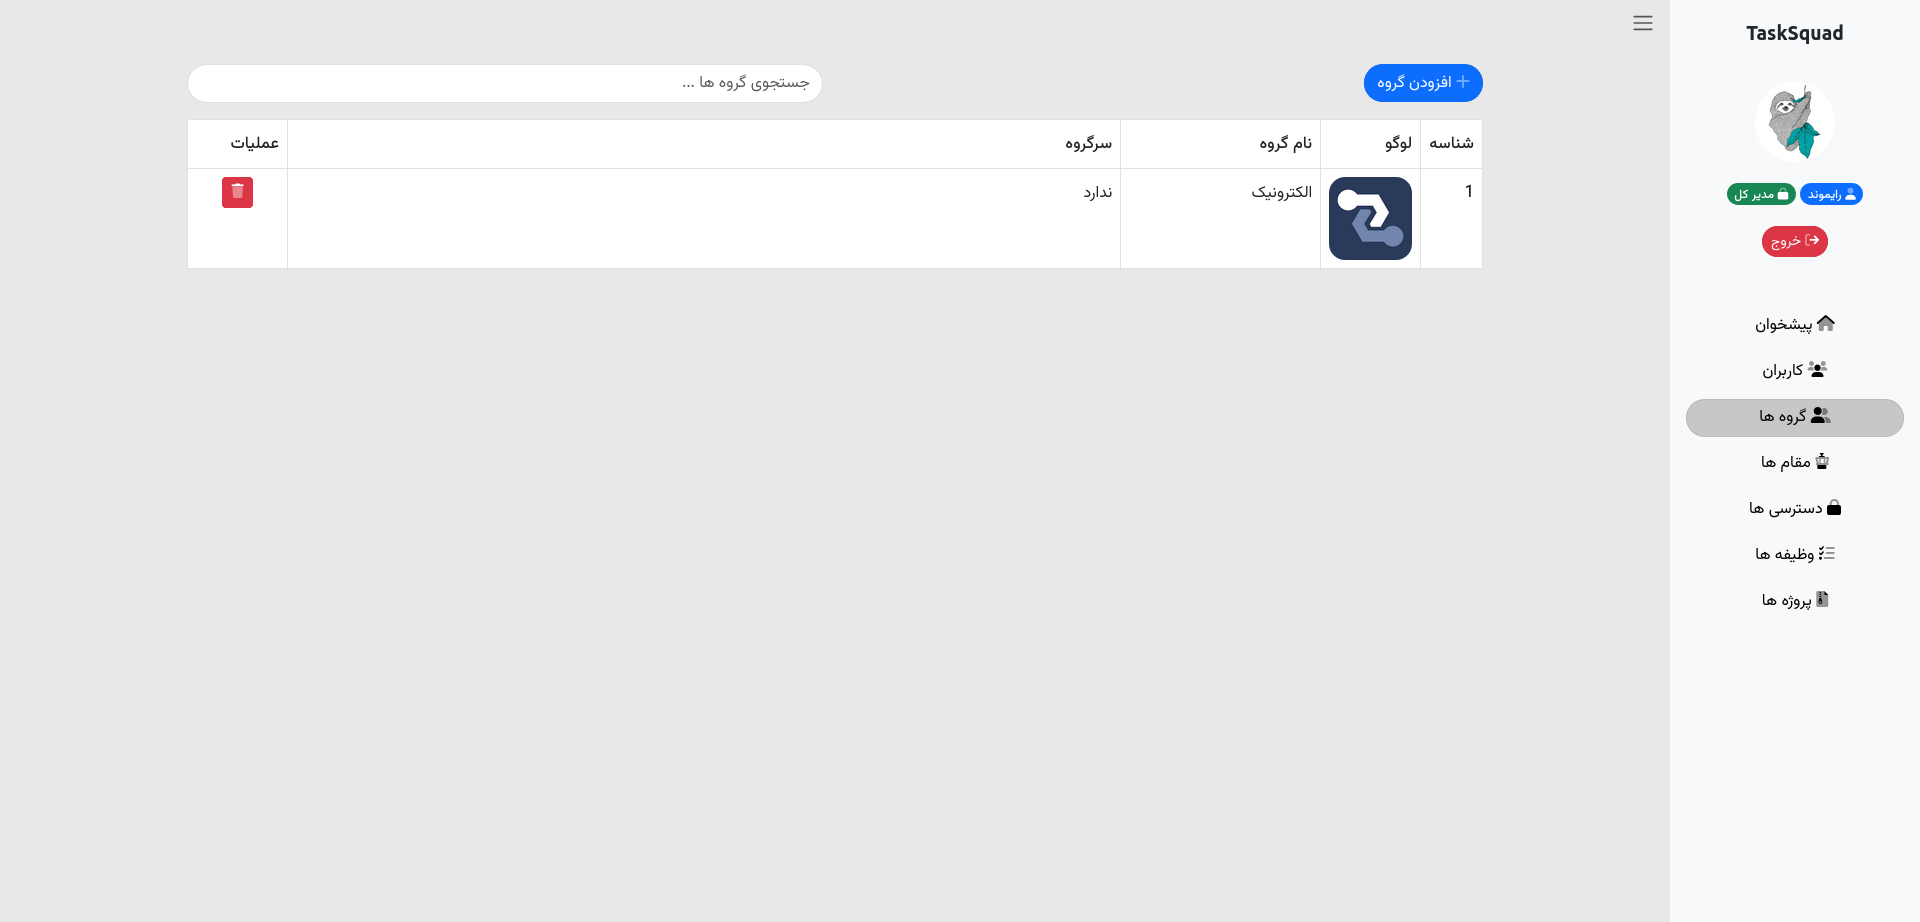 TaskSquad
رایموند
مدیر کل
خروج
پیشخوان
کاربران
گروه ها
مقام ها
دسترسی ها
وظیفه ها
پروژه ها
افزودن گروه
جستجوی گروه ها ...
شناسه لوگو نام گروه سرگروه عملیات
1 الکترونیک ندارد